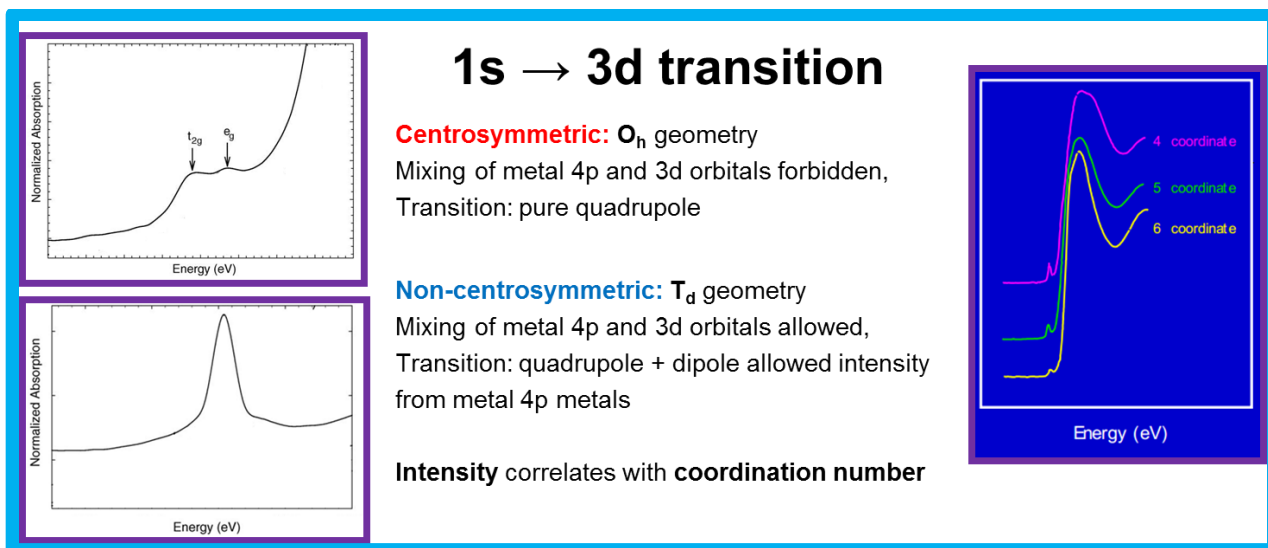 1s → 3d transition
Normalized Absorption
t2g
eg
Energy (eV)
Centrosymmetric: Oh geometry
Mixing of metal 4p and 3d orbitals forbidden,
Transition: pure quadrupole
Normalized Absorption
Energy (eV)
Non-centrosymmetric: Td geometry
Mixing of metal 4p and 3d orbitals allowed,
Transition: quadrupole + dipole allowed intensity
from metal 4p metals
Intensity correlates with coordination number
4 coordinate
5 coordinate
6 coordinate
Energy (eV)